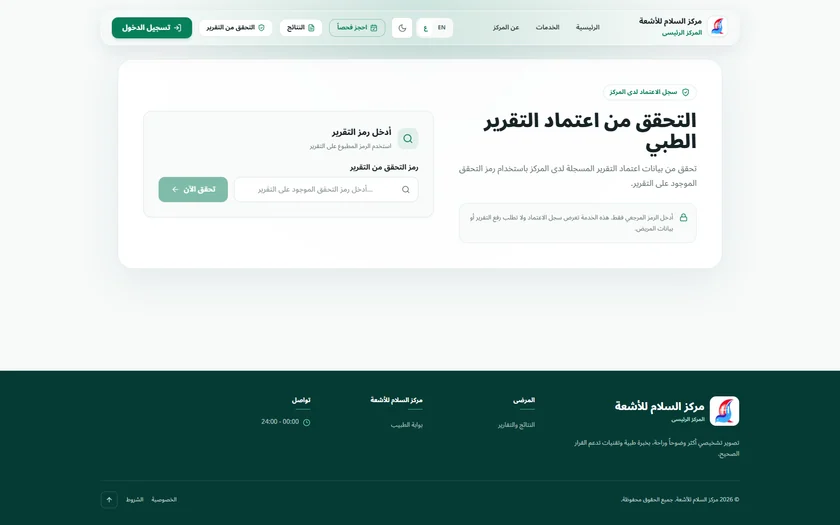 مركز السلام للأشعة
المركز الرئيسي
الرئيسية
الخدمات
عن المركز
EN
ع
احجز فحصاً
النتائج
التحقق من التقرير
تسجيل الدخول
سجل الاعتماد لدى المركز
التحقق من اعتماد التقرير
الطبي
تحقق من بيانات اعتماد التقرير المسجلة لدى المركز باستخدام رمز التحقق
الموجود على التقرير.
أدخل الرمز المرجعي فقط. هذه الخدمة تعرض سجل الاعتماد ولا تطلب رفع التقرير أو
بيانات المريض.
أدخل رمز التقرير
استخدم الرمز المطبوع على التقرير
رمز التحقق من التقرير
أدخل رمز التحقق الموجود على التقرير...
تحقق الآن
مركز السلام للأشعة
المركز الرئيسي
تصوير تشخيصي أكثر وضوحاً وراحة، بخبرة طبية وتقنيات تدعم القرار
الصحيح.
المرضى
النتائج والتقارير
مركز السلام للأشعة
بوابة الطبيب
تواصل
00:00 - 24:00
© 2026 مركز السلام للأشعة. جميع الحقوق محفوظة.
الخصوصية
الشروط